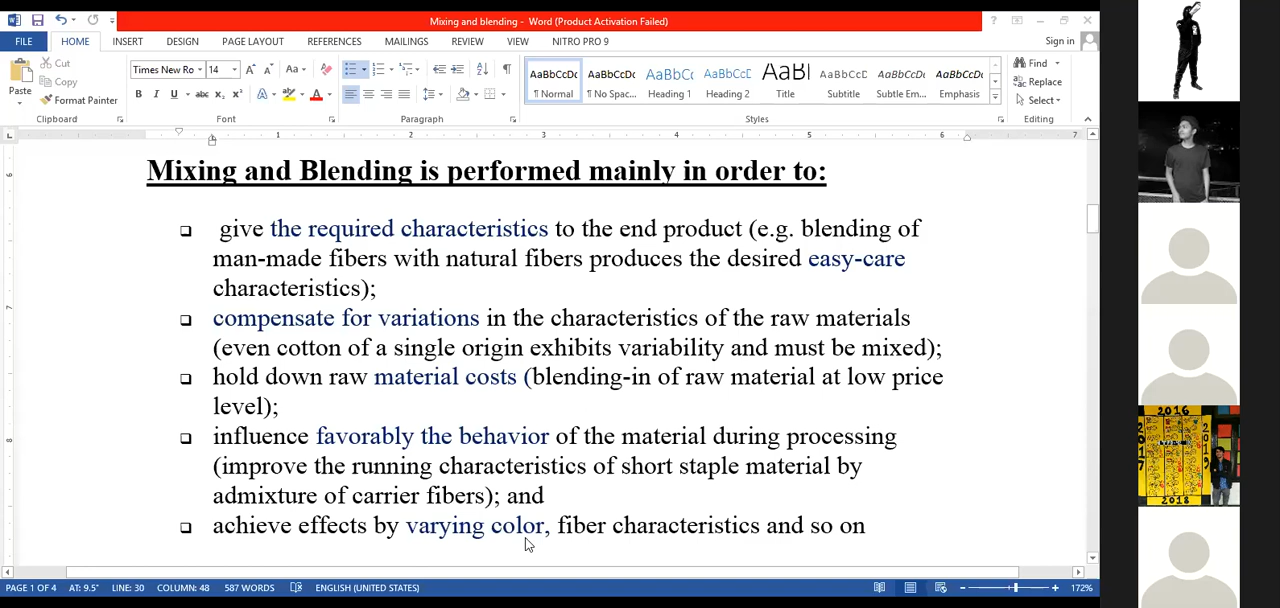 Mixing and blending - Word (Product Activation Failed)
FILE HOME INSERT DESIGN PAGE LAYOUT REFERENCES MAILINGS REVIEW VIEW NITRO PRO 9 Sign in
Cut
Copy
Paste
Format Painter
Clipboard
Times New Ro 14
Font
Paragraph
AaBbCcDc AaBbCcDc AaBbCc AaBbCcD AaBl AaBbCcD AaBbCcDc AaBbCcDc
¶ Normal ¶ No Spac... Heading 1 Heading 2 Title Subtitle Subtle Em... Emphasis
Styles
Find
Replace
Select
Editing
1 2 3 4 5 6 7
Mixing and Blending is performed mainly in order to:
give the required characteristics to the end product (e.g. blending of
man-made fibers with natural fibers produces the desired easy-care
characteristics);
compensate for variations in the characteristics of the raw materials
(even cotton of a single origin exhibits variability and must be mixed);
hold down raw material costs (blending-in of raw material at low price
level);
influence favorably the behavior of the material during processing
(improve the running characteristics of short staple material by
admixture of carrier fibers); and
achieve effects by varying color, fiber characteristics and so on
PAGE 1 OF 4 AT: 9.5" LINE: 30 COLUMN: 48 587 WORDS ENGLISH (UNITED STATES) 172%
2016
2017
2019
2018